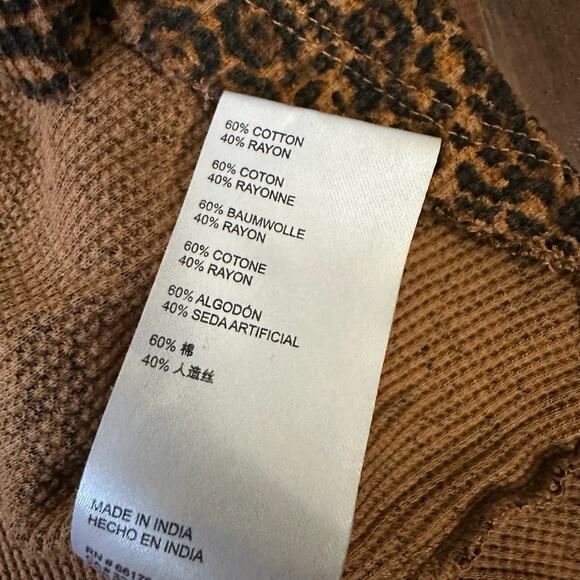 60% COTTON
40% RAYON
60% COTON
40% RAYONNE
60% BAUMWOLLE
40% RAYON
60% COTONE
40% RAYON
60% ALGODÓN
40% SEDA ARTIFICIAL
60% 棉
40% 人造丝
MADE IN INDIA
HECHO EN INDIA
RN #